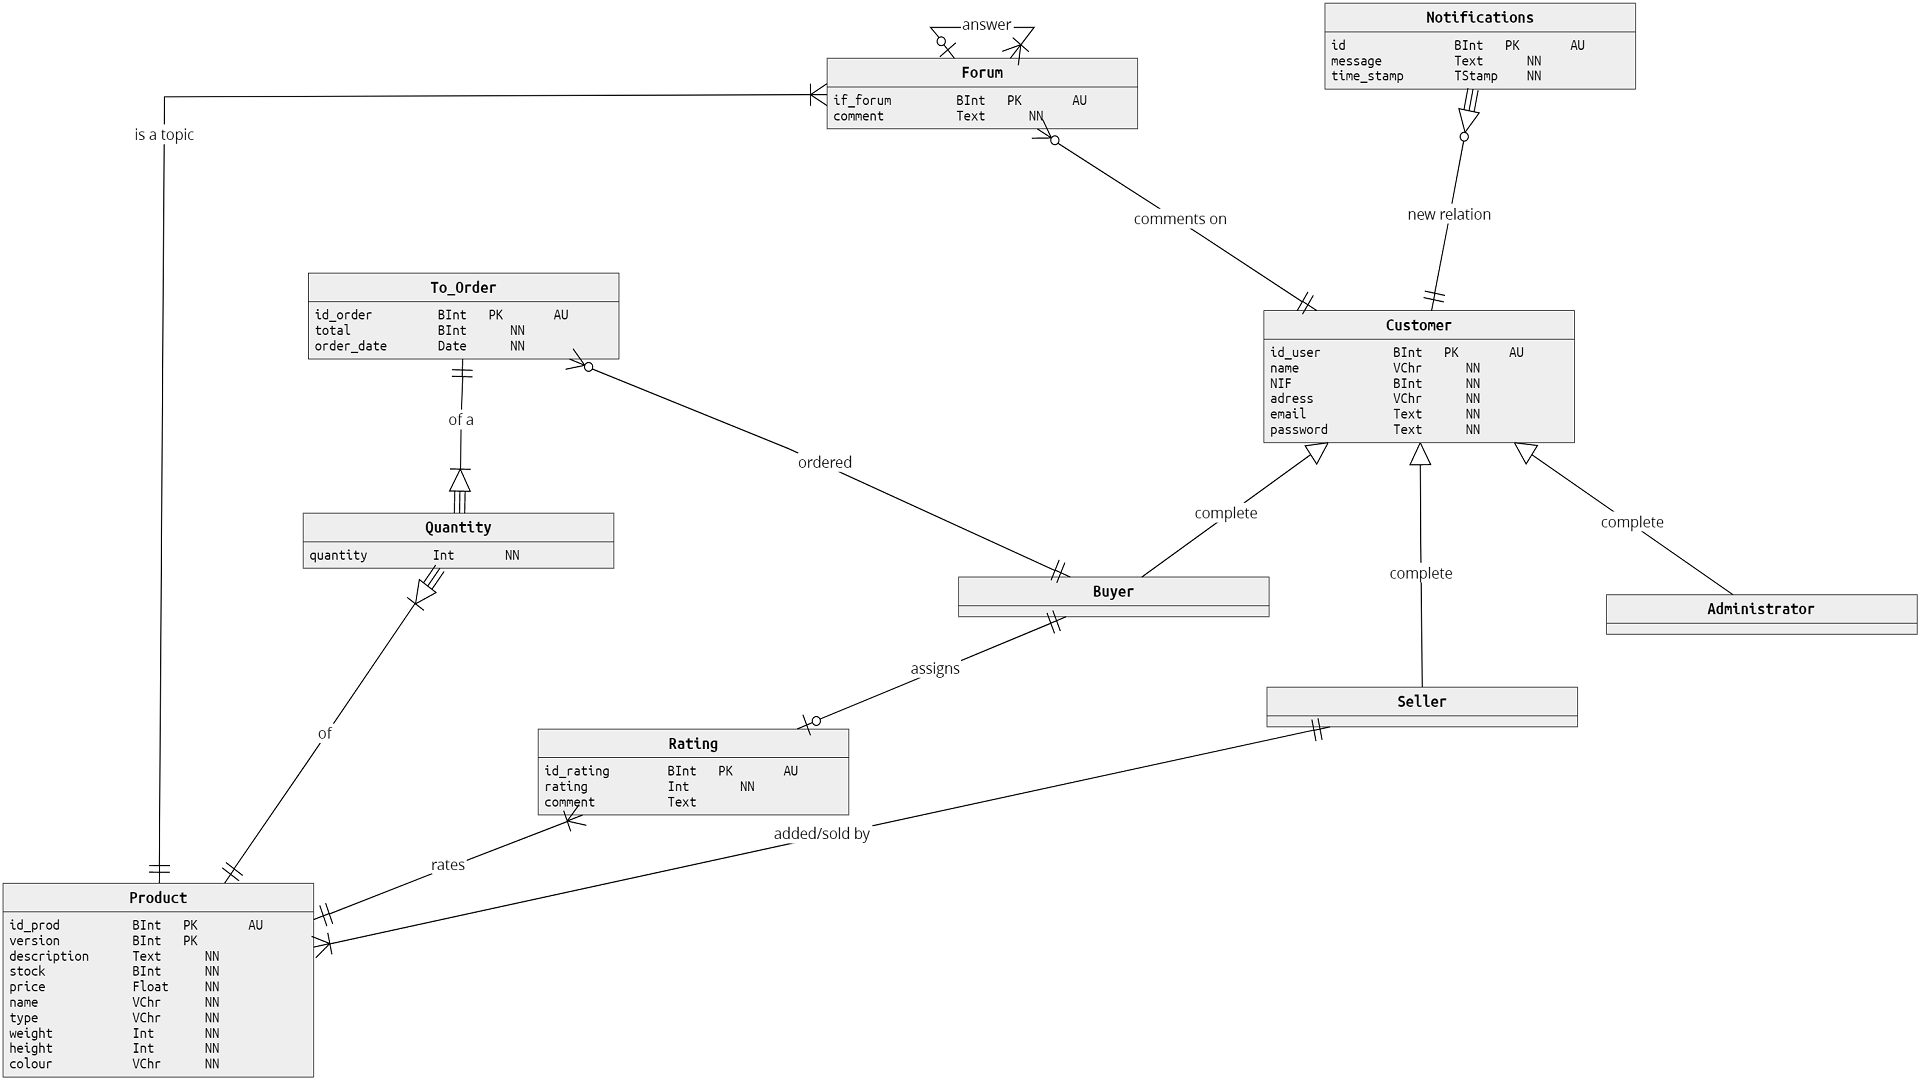 answer
Notifications
id BInt PK AU
message Text NN
time_stamp TStamp NN
Forum
if_forum BInt PK AU
comment Text NN
is a topic
comments on
new relation
To_Order
id_order BInt PK AU
total BInt NN
order_date Date NN
Customer
id_user BInt PK AU
name VChr NN
NIF BInt NN
adress VChr NN
email Text NN
password Text NN
of a
ordered
Quantity
quantity Int NN
complete
complete
complete
Buyer
Administrator
assigns
Seller
of
Rating
id_rating BInt PK AU
rating Int NN
comment Text
added/sold by
rates
Product
id_prod BInt PK AU
version BInt PK
description Text NN
stock BInt NN
price Float NN
name VChr NN
type VChr NN
weight Int NN
height Int NN
colour VChr NN